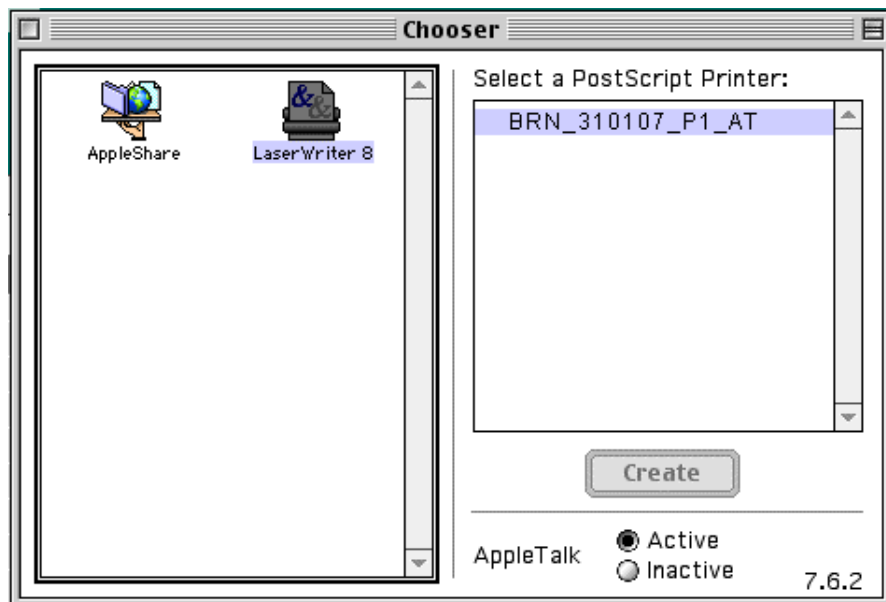 Chooser
AppleShare
LaserWriter 8
Select a PostScript Printer:
BRN_310107_P1_AT
Create
AppleTalk
Active
Inactive
7.6.2